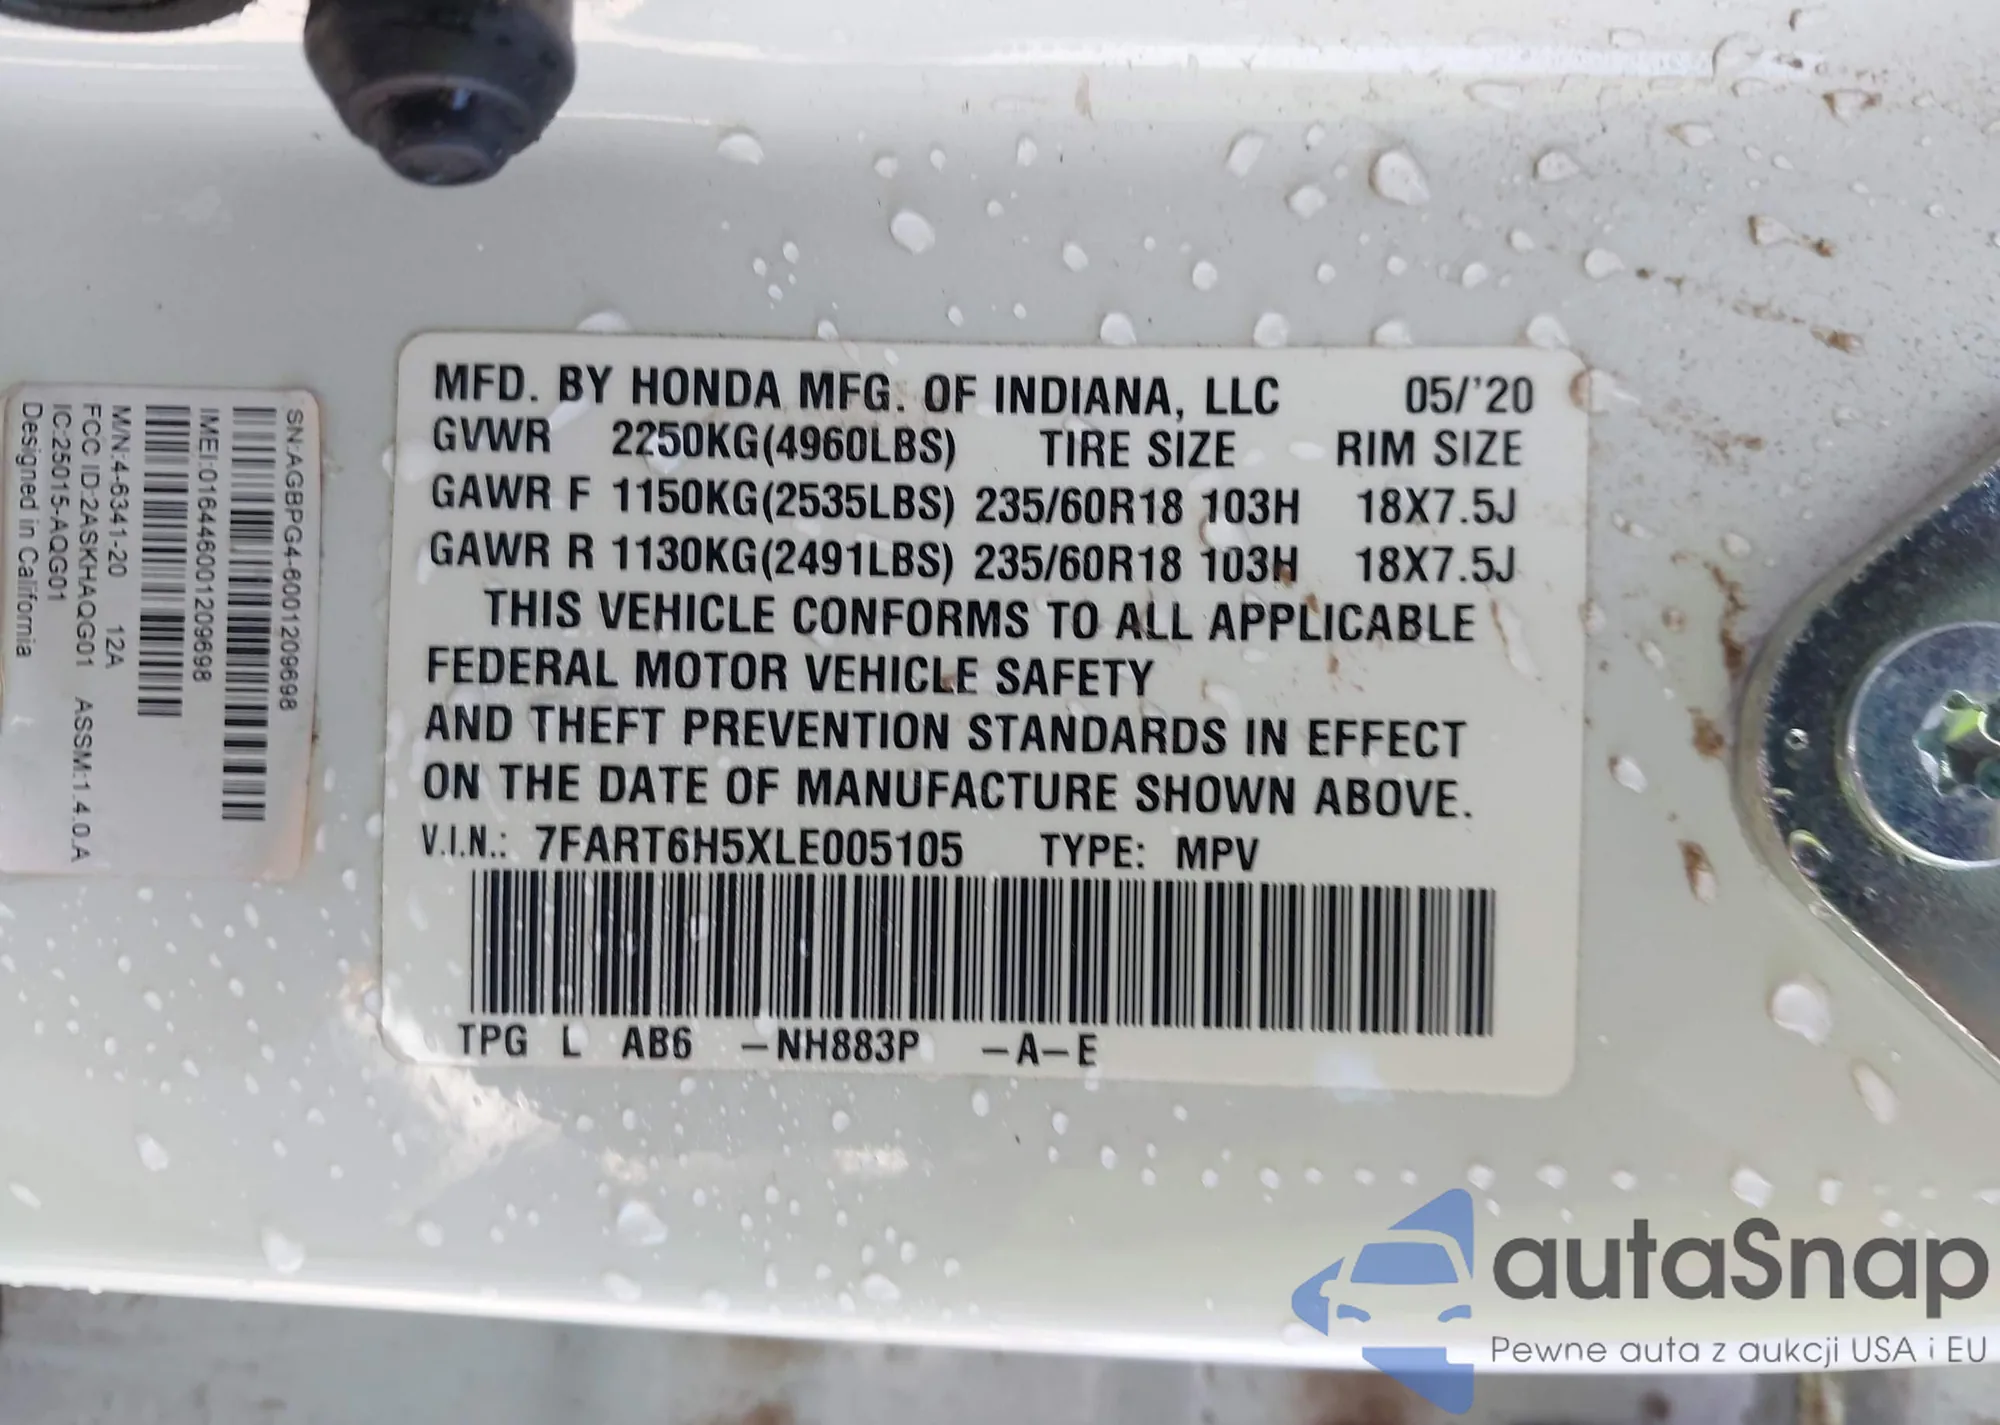 MFD. BY HONDA MFG. OF INDIANA, LLC 05/'20
GVWR 2250KG(4960LBS) TIRE SIZE RIM SIZE
GAWR F 1150KG(2535LBS) 235/60R18 103H 18X7.5J
GAWR R 1130KG(2491LBS) 235/60R18 103H 18X7.5J
THIS VEHICLE CONFORMS TO ALL APPLICABLE
FEDERAL MOTOR VEHICLE SAFETY
AND THEFT PREVENTION STANDARDS IN EFFECT
ON THE DATE OF MANUFACTURE SHOWN ABOVE.
V.I.N.: 7FART6H5XLE005105 TYPE: MPV
TPG L AB6 -NH883P -A-E
SN:AGBPG4-6001209698
IMEI:016446001209698
M/N:4-6341-20 12A
FCC ID:2ASKHAQG01 ASSM:1.4.0.A
IC:25015-AQG01
Designed in California
autaSnap
Pewne auta z aukcji USA i EU